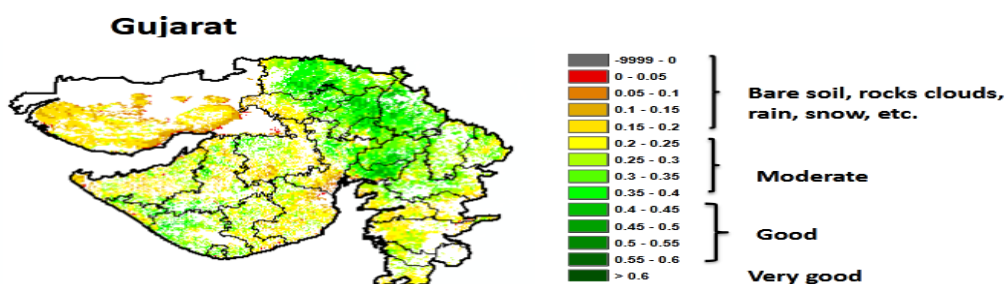 Gujarat
-9999 - 0
0 - 0.05
0.05 - 0.1
0.1 - 0.15
0.15 - 0.2
0.2 - 0.25
0.25 - 0.3
0.3 - 0.35
0.35 - 0.4
0.4 - 0.45
0.45 - 0.5
0.5 - 0.55
0.55 - 0.6
> 0.6
Bare soil, rocks clouds,
rain, snow, etc.
Moderate
Good
Very good